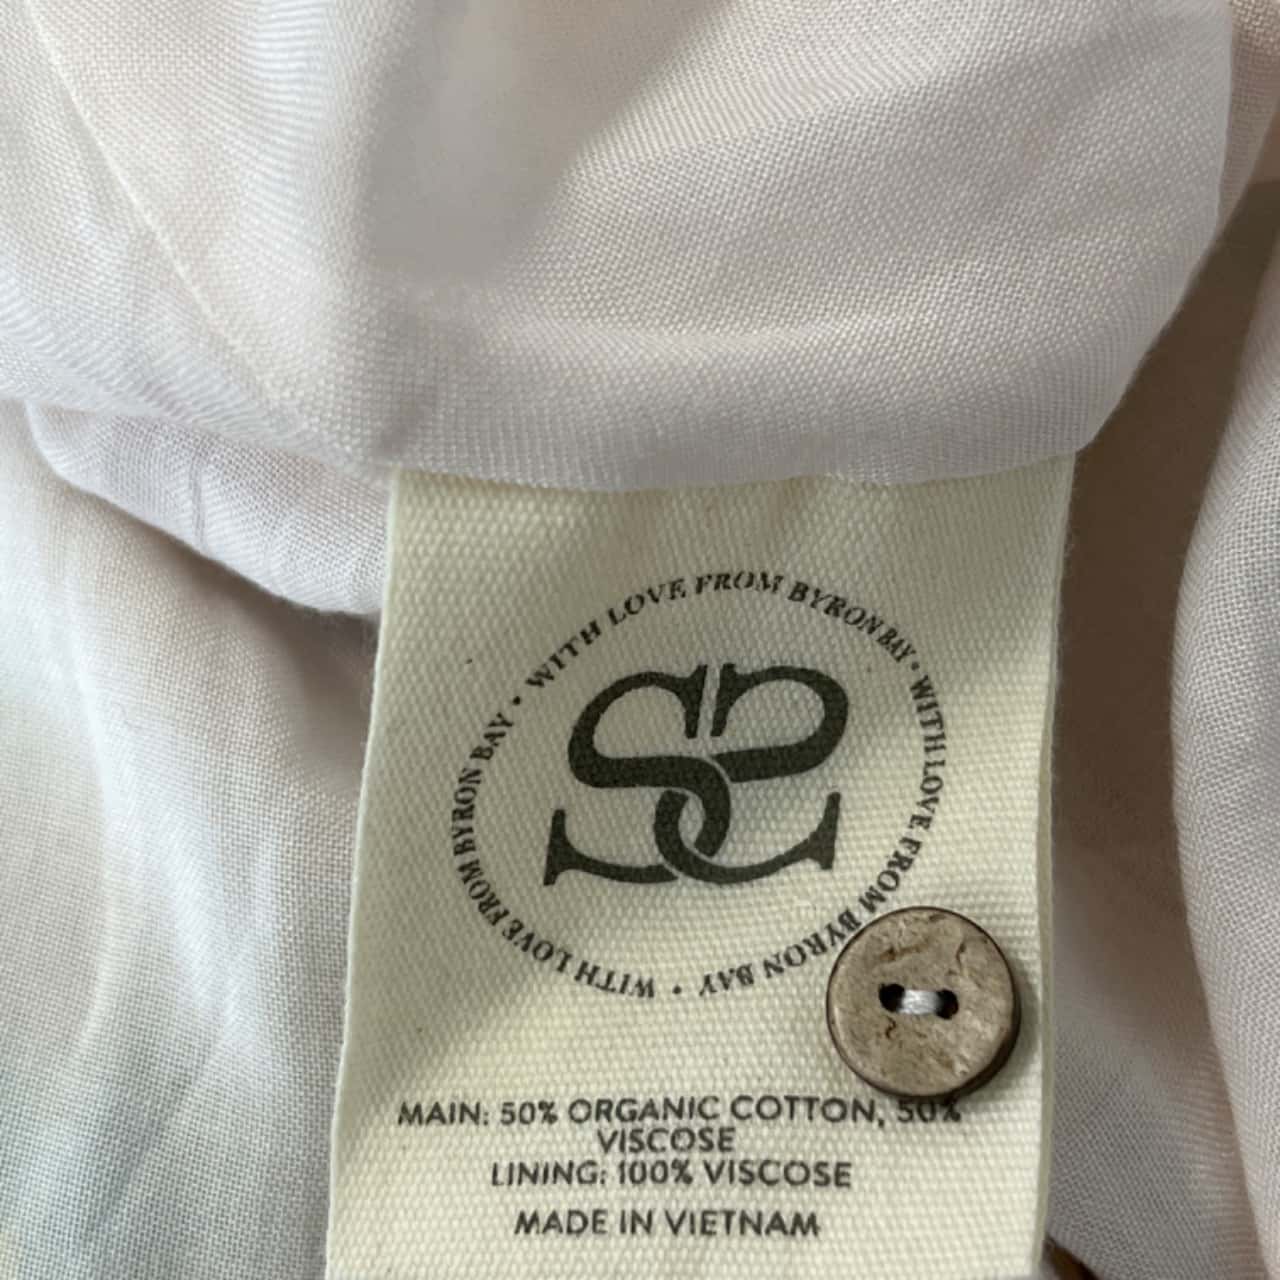 WITH LOVE FROM BYRON BAY • WITH LOVE FROM BYRON BAY • WITH LOVE FROM BYRON BAY •
MAIN: 50% ORGANIC COTTON, 50%
VISCOSE
LINING: 100% VISCOSE
MADE IN VIETNAM